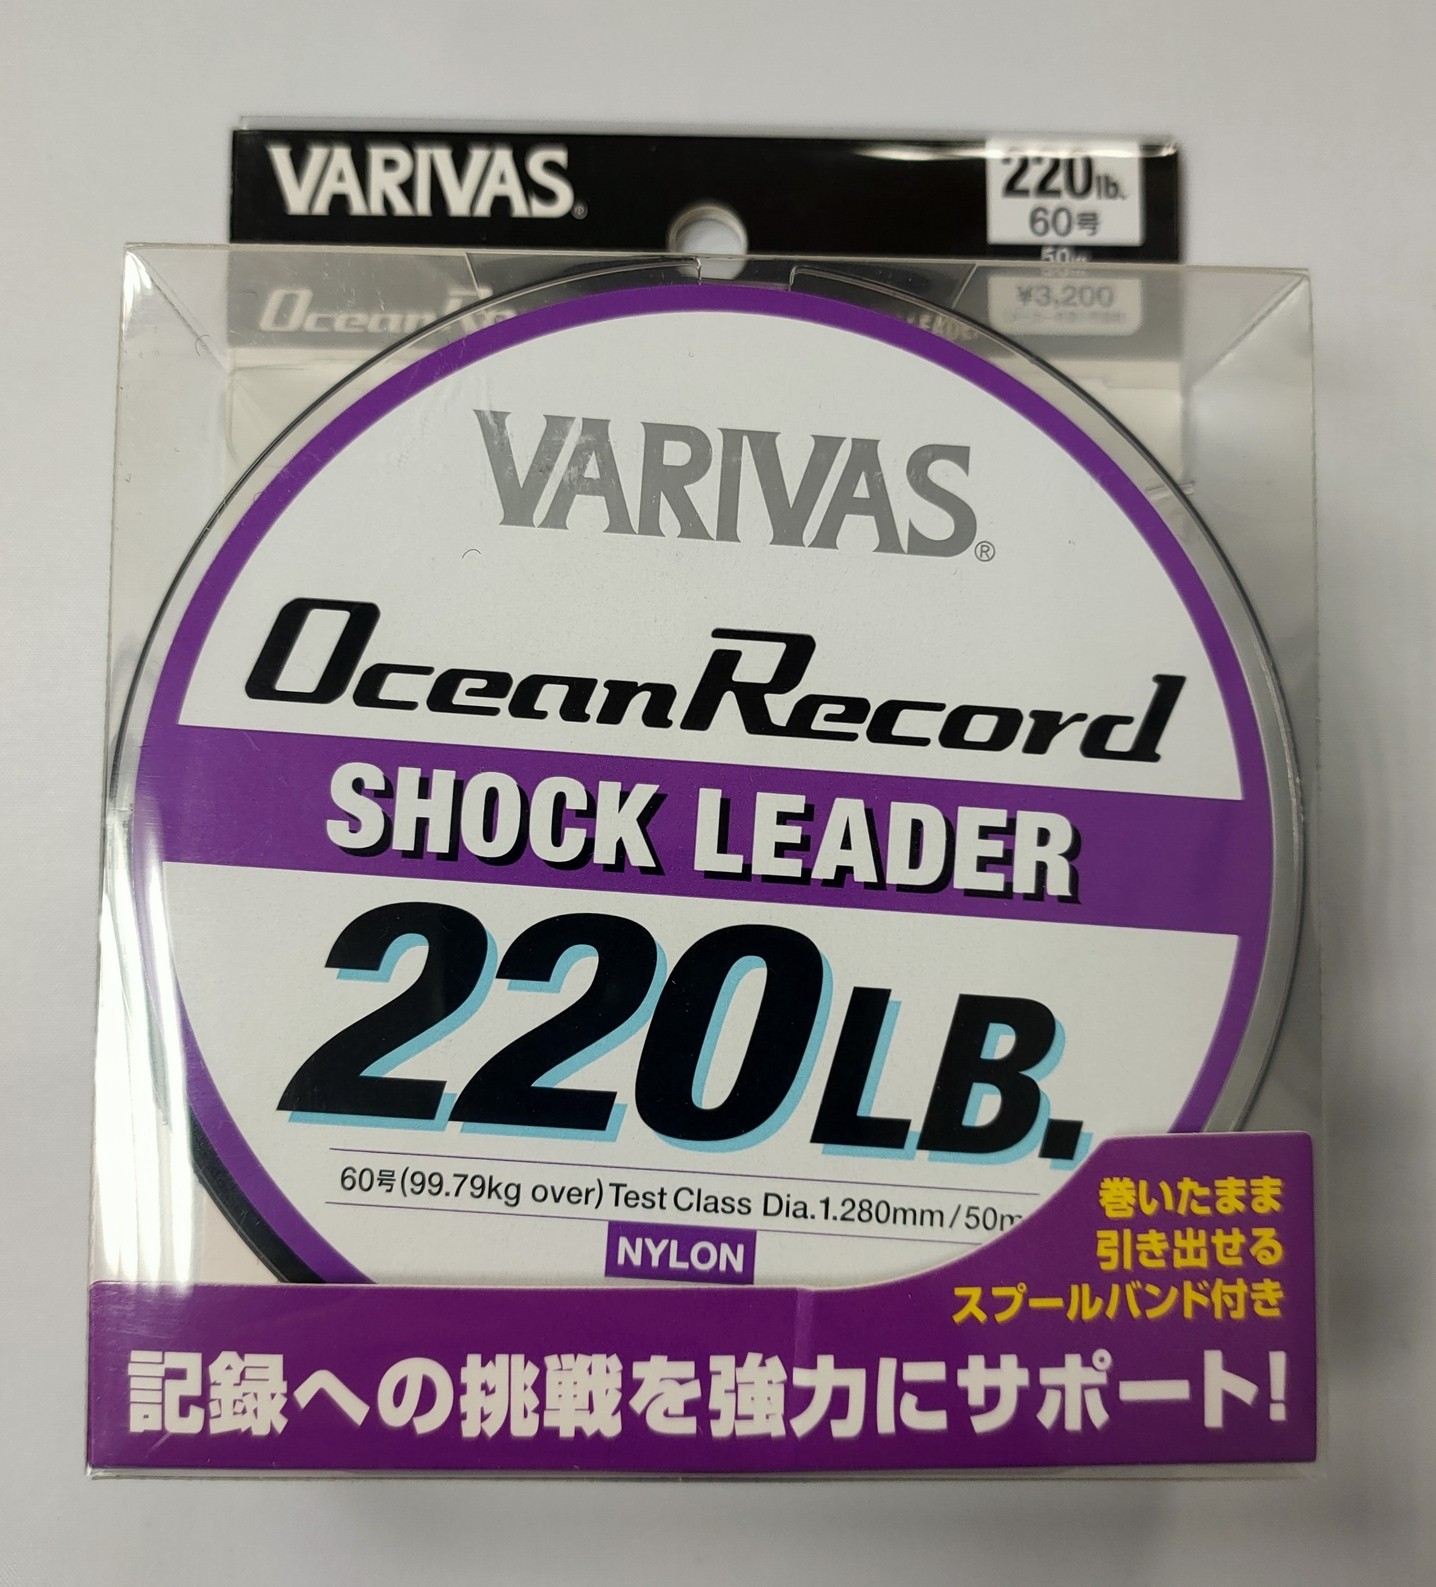 VARIVAS®
220lb.
60号
50m
¥3,200
OceanRe
VARIVAS®
OceanRecord
SHOCK LEADER
220LB.
60号(99.79kg over) Test Class Dia.1.280mm/50m
NYLON
巻いたまま
引き出せる
スプールバンド付き
記録への挑戦を強力にサポート!